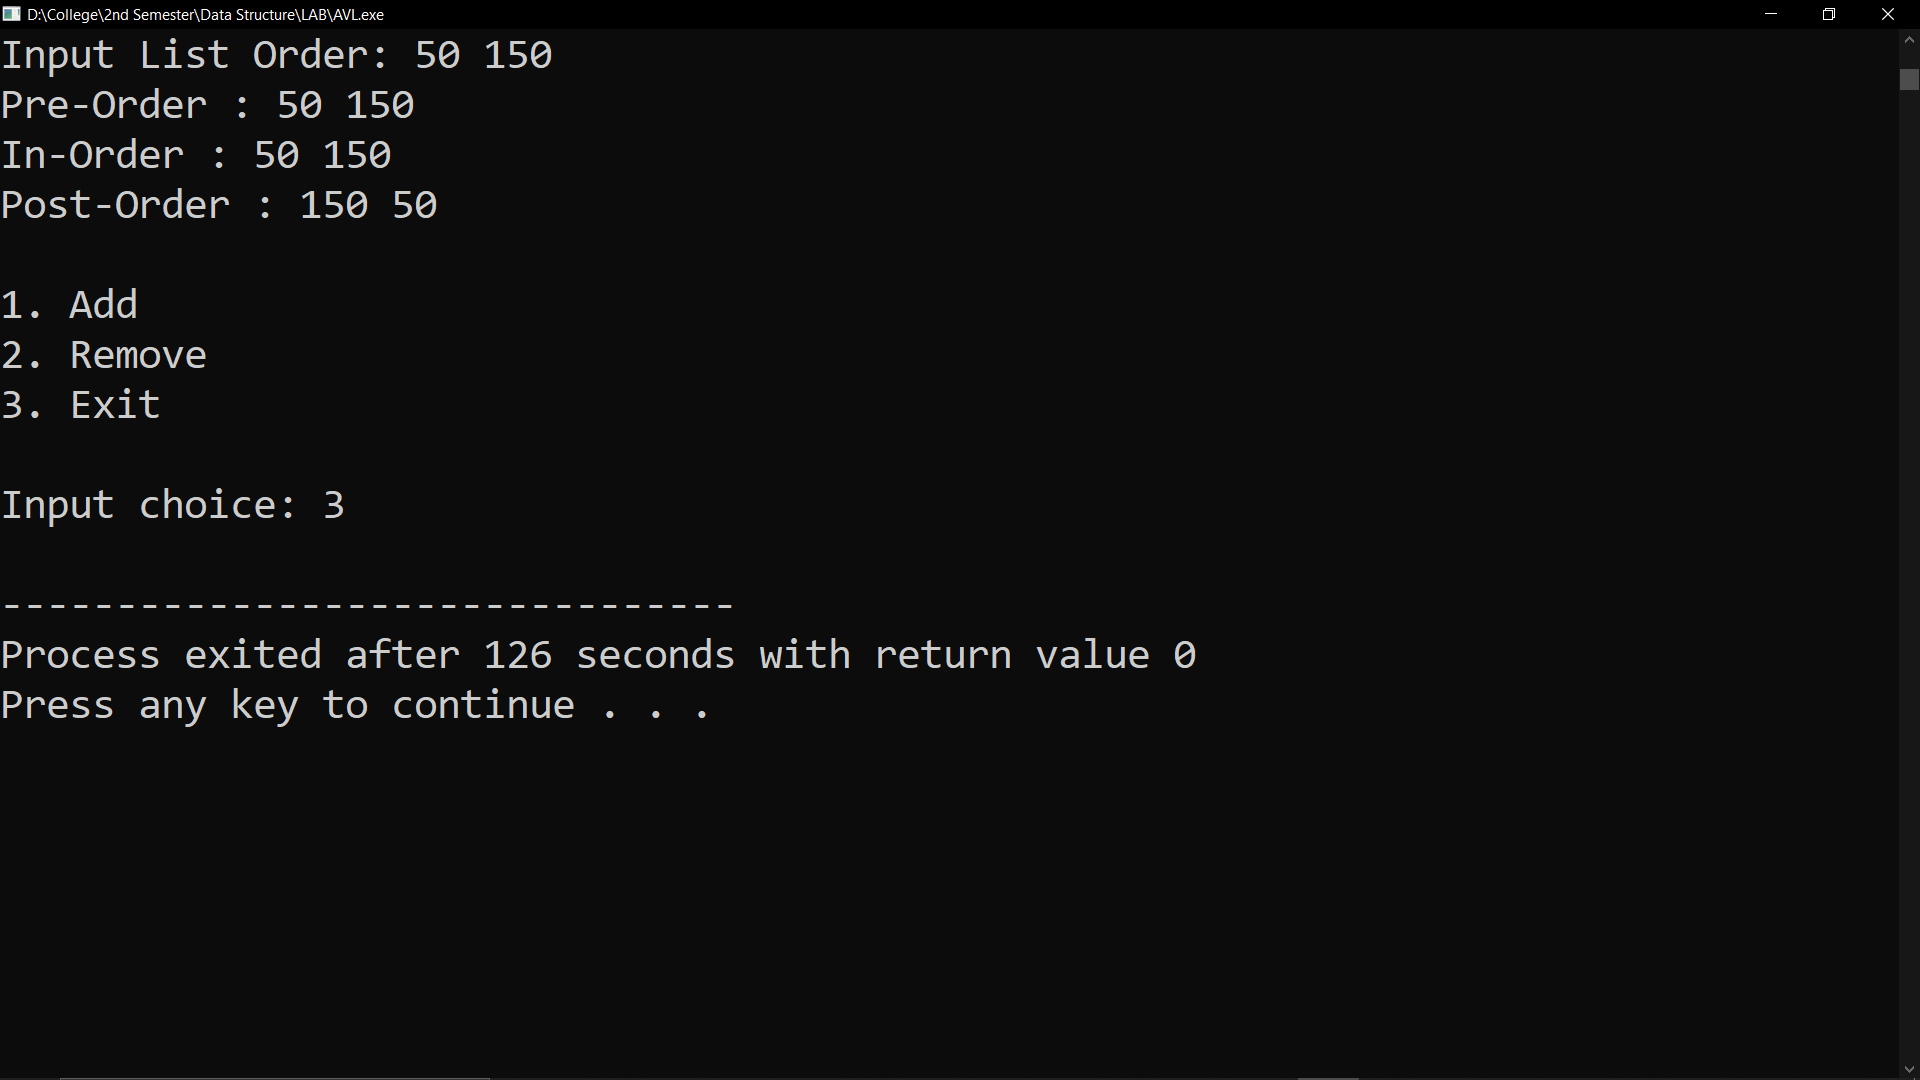 D:\College\2nd Semester\Data Structure\LAB\AVL.exe
Input List Order: 50 150
Pre-Order : 50 150
In-Order : 50 150
Post-Order : 150 50
1. Add
2. Remove
3. Exit
Input choice: 3
--------------------------------
Process exited after 126 seconds with return value 0
Press any key to continue . . .